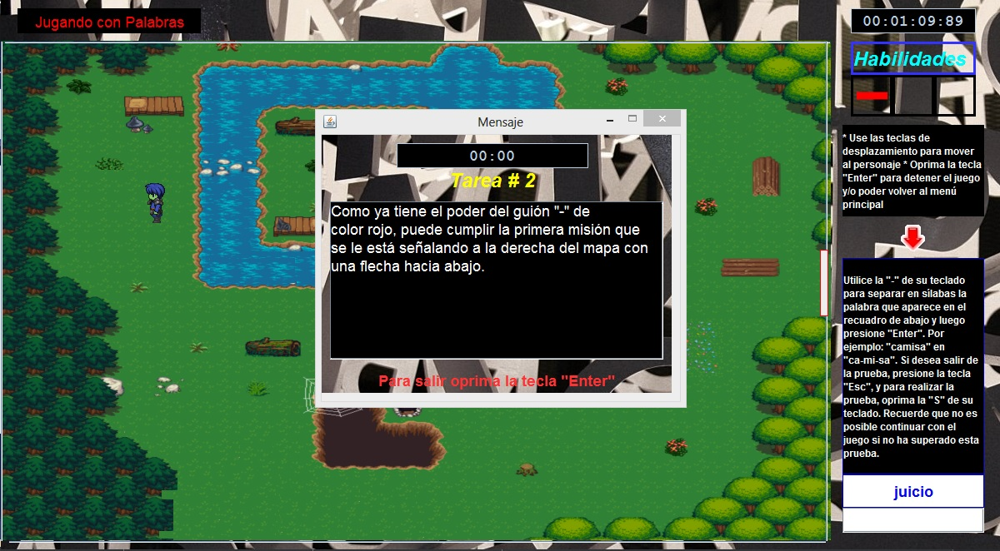 Jugando con Palabras
00:01:09:89
Habilidades
* Use las teclas de
desplazamiento para mover
al personaje * Oprima la tecla
"Enter" para detener el juego
y/o poder volver al menú
principal
Mensaje
00:00
Tarea # 2
Como ya tiene el poder del guión "-" de
color rojo, puede cumplir la primera misión que
se le está señalando a la derecha del mapa con
una flecha hacia abajo.
Para salir oprima la tecla "Enter"
Utilice la "-" de su teclado
para separar en sílabas la
palabra que aparece en el
recuadro de abajo y luego
presione "Enter". Por
ejemplo: "camisa" en
"ca-mi-sa". Si desea salir de
la prueba, presione la tecla
"Esc", y para realizar la
prueba, oprima la "S" de su
teclado. Recuerde que no es
posible continuar con el
juego si no ha superado esta
prueba.
juicio